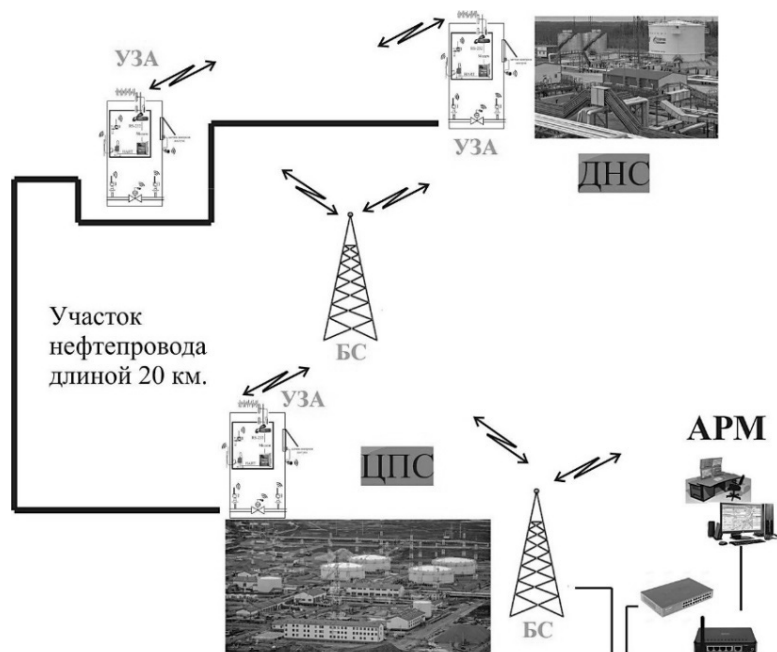 УЗА
УЗА
ДНС
Участок
нефтепровода
длиной 20 км.
БС
УЗА
ЦПС
АРМ
БС